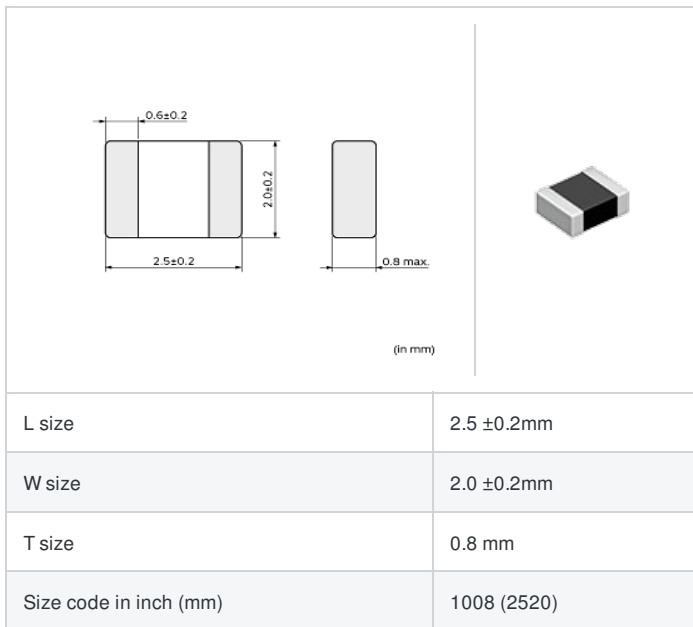 0.6±0.2
2.0±0.2
2.5±0.2
0.8 max.
(in mm)
L size 2.5 ±0.2mm
W size 2.0 ±0.2mm
T size 0.8 mm
Size code in inch (mm) 1008 (2520)